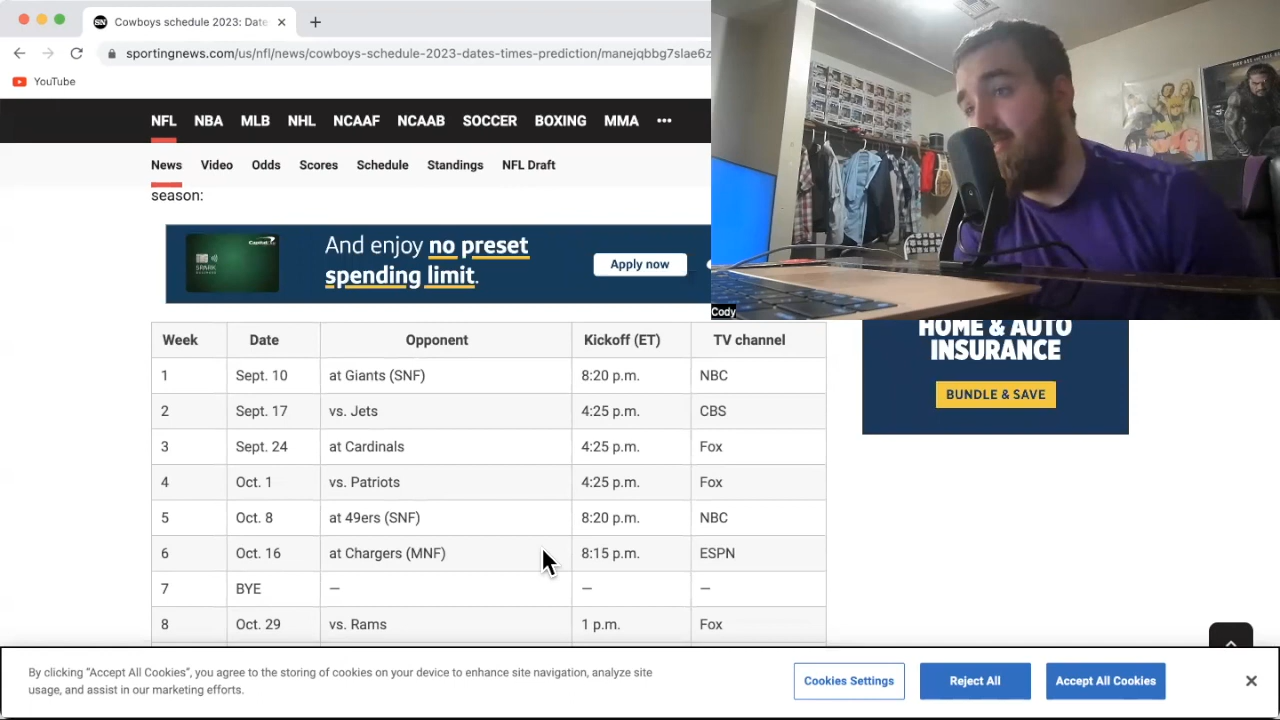 Cowboys schedule 2023: Date
sportingnews.com/us/nfl/news/cowboys-schedule-2023-dates-times-prediction/manejqbbg7slae6z
YouTube
NFL NBA MLB NHL NCAAF NCAAB SOCCER BOXING MMA •••
News Video Odds Scores Schedule Standings NFL Draft
season:
And enjoy no preset
spending limit.
Apply now
Capital One
SPARK
BUSINESS
Cody
HOME & AUTO
INSURANCE
BUNDLE & SAVE
Week Date Opponent Kickoff (ET) TV channel
1 Sept. 10 at Giants (SNF) 8:20 p.m. NBC
2 Sept. 17 vs. Jets 4:25 p.m. CBS
3 Sept. 24 at Cardinals 4:25 p.m. Fox
4 Oct. 1 vs. Patriots 4:25 p.m. Fox
5 Oct. 8 at 49ers (SNF) 8:20 p.m. NBC
6 Oct. 16 at Chargers (MNF) 8:15 p.m. ESPN
7 BYE — — —
8 Oct. 29 vs. Rams 1 p.m. Fox
By clicking “Accept All Cookies”, you agree to the storing of cookies on your device to enhance site navigation, analyze site
usage, and assist in our marketing efforts.
Cookies Settings
Reject All
Accept All Cookies